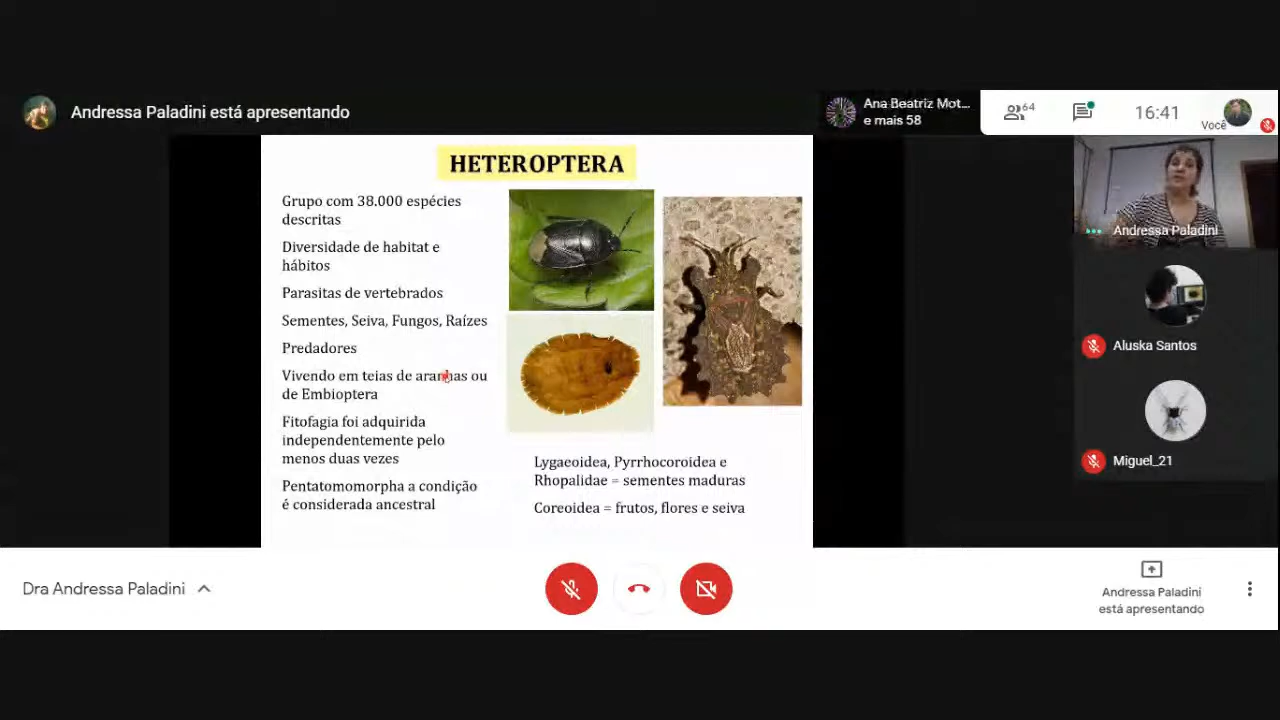 Andressa Paladini está apresentando
Ana Beatriz Mot...
e mais 58
64
16:41
Você
HETEROPTERA
Grupo com 38.000 espécies
descritas
Diversidade de habitat e
hábitos
Parasitas de vertebrados
Sementes, Seiva, Fungos, Raízes
Predadores
Vivendo em teias de aranhas ou
de Embioptera
Fitofagia foi adquirida
independentemente pelo
menos duas vezes
Pentatomomorpha a condição
é considerada ancestral
Lygaeoidea, Pyrrhocoroidea e
Rhopalidae = sementes maduras
Coreoidea = frutos, flores e seiva
Andressa Paladini
Aluska Santos
Miguel_21
Dra Andressa Paladini
Andressa Paladini
está apresentando